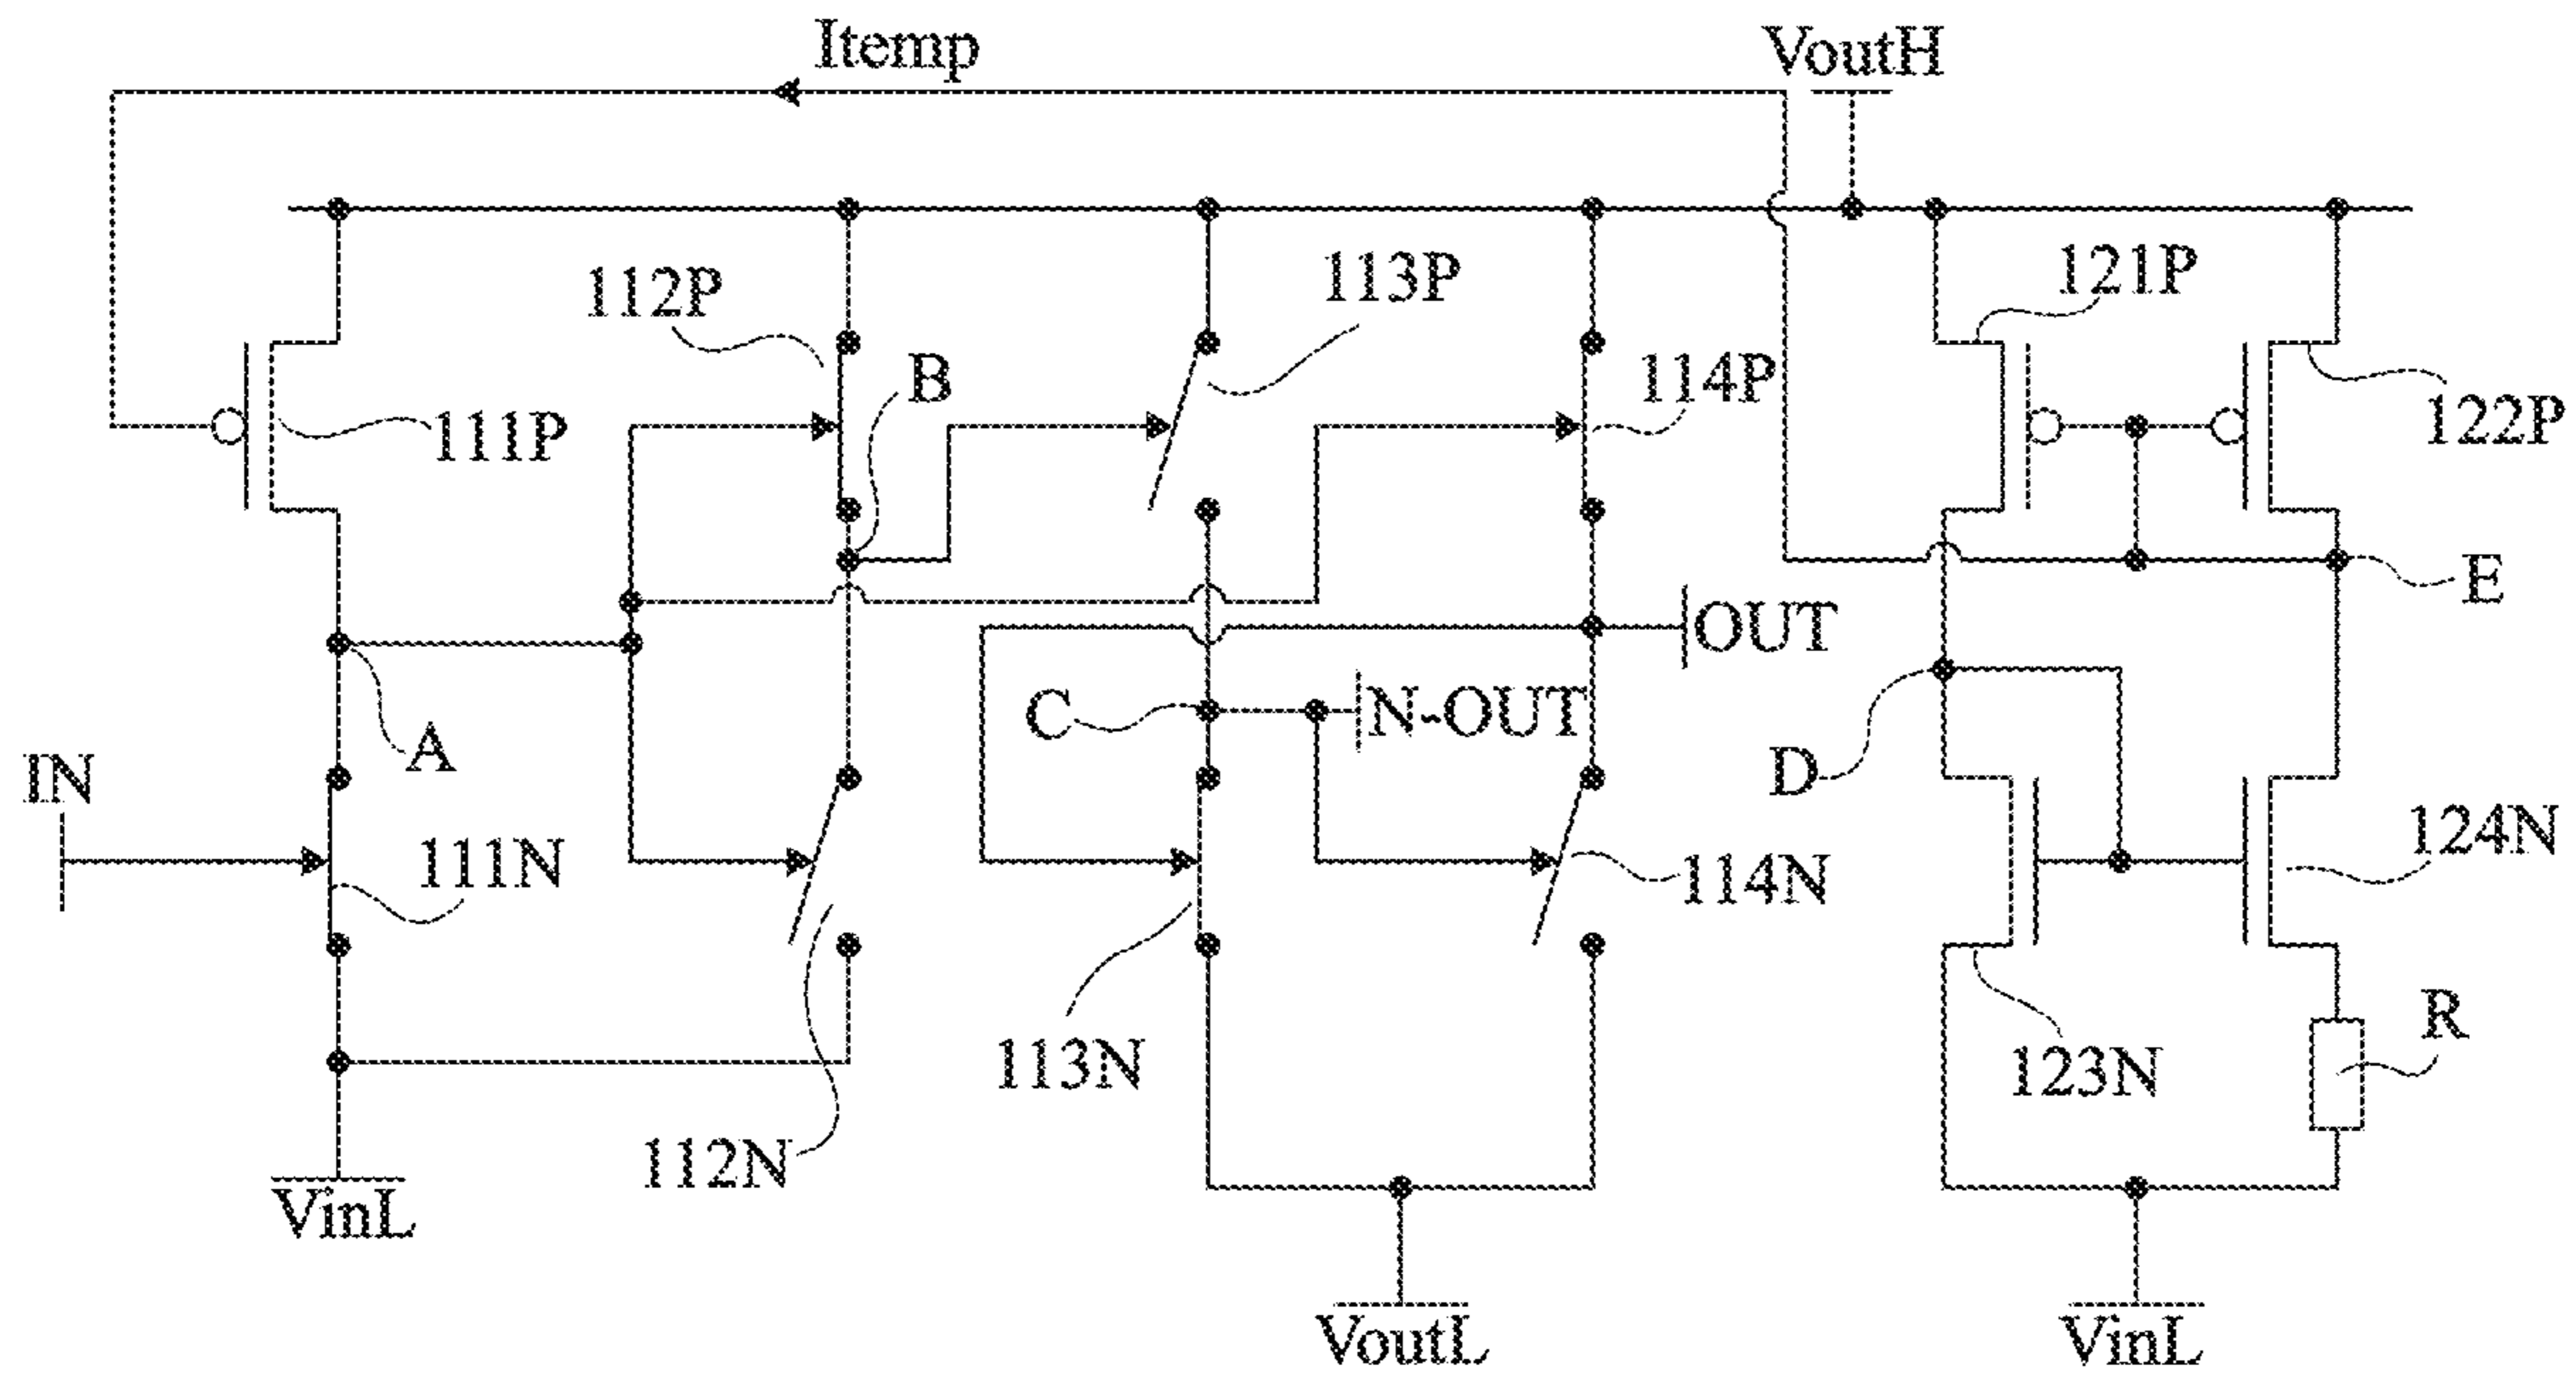 Itemp
VoutH
121P
112P
113P
B
114P
111P
122P
E
OUT
C
N-OUT
A
D
IN
111N
114N
124N
R
113N
123N
112N
VinL
VoutL
VinL